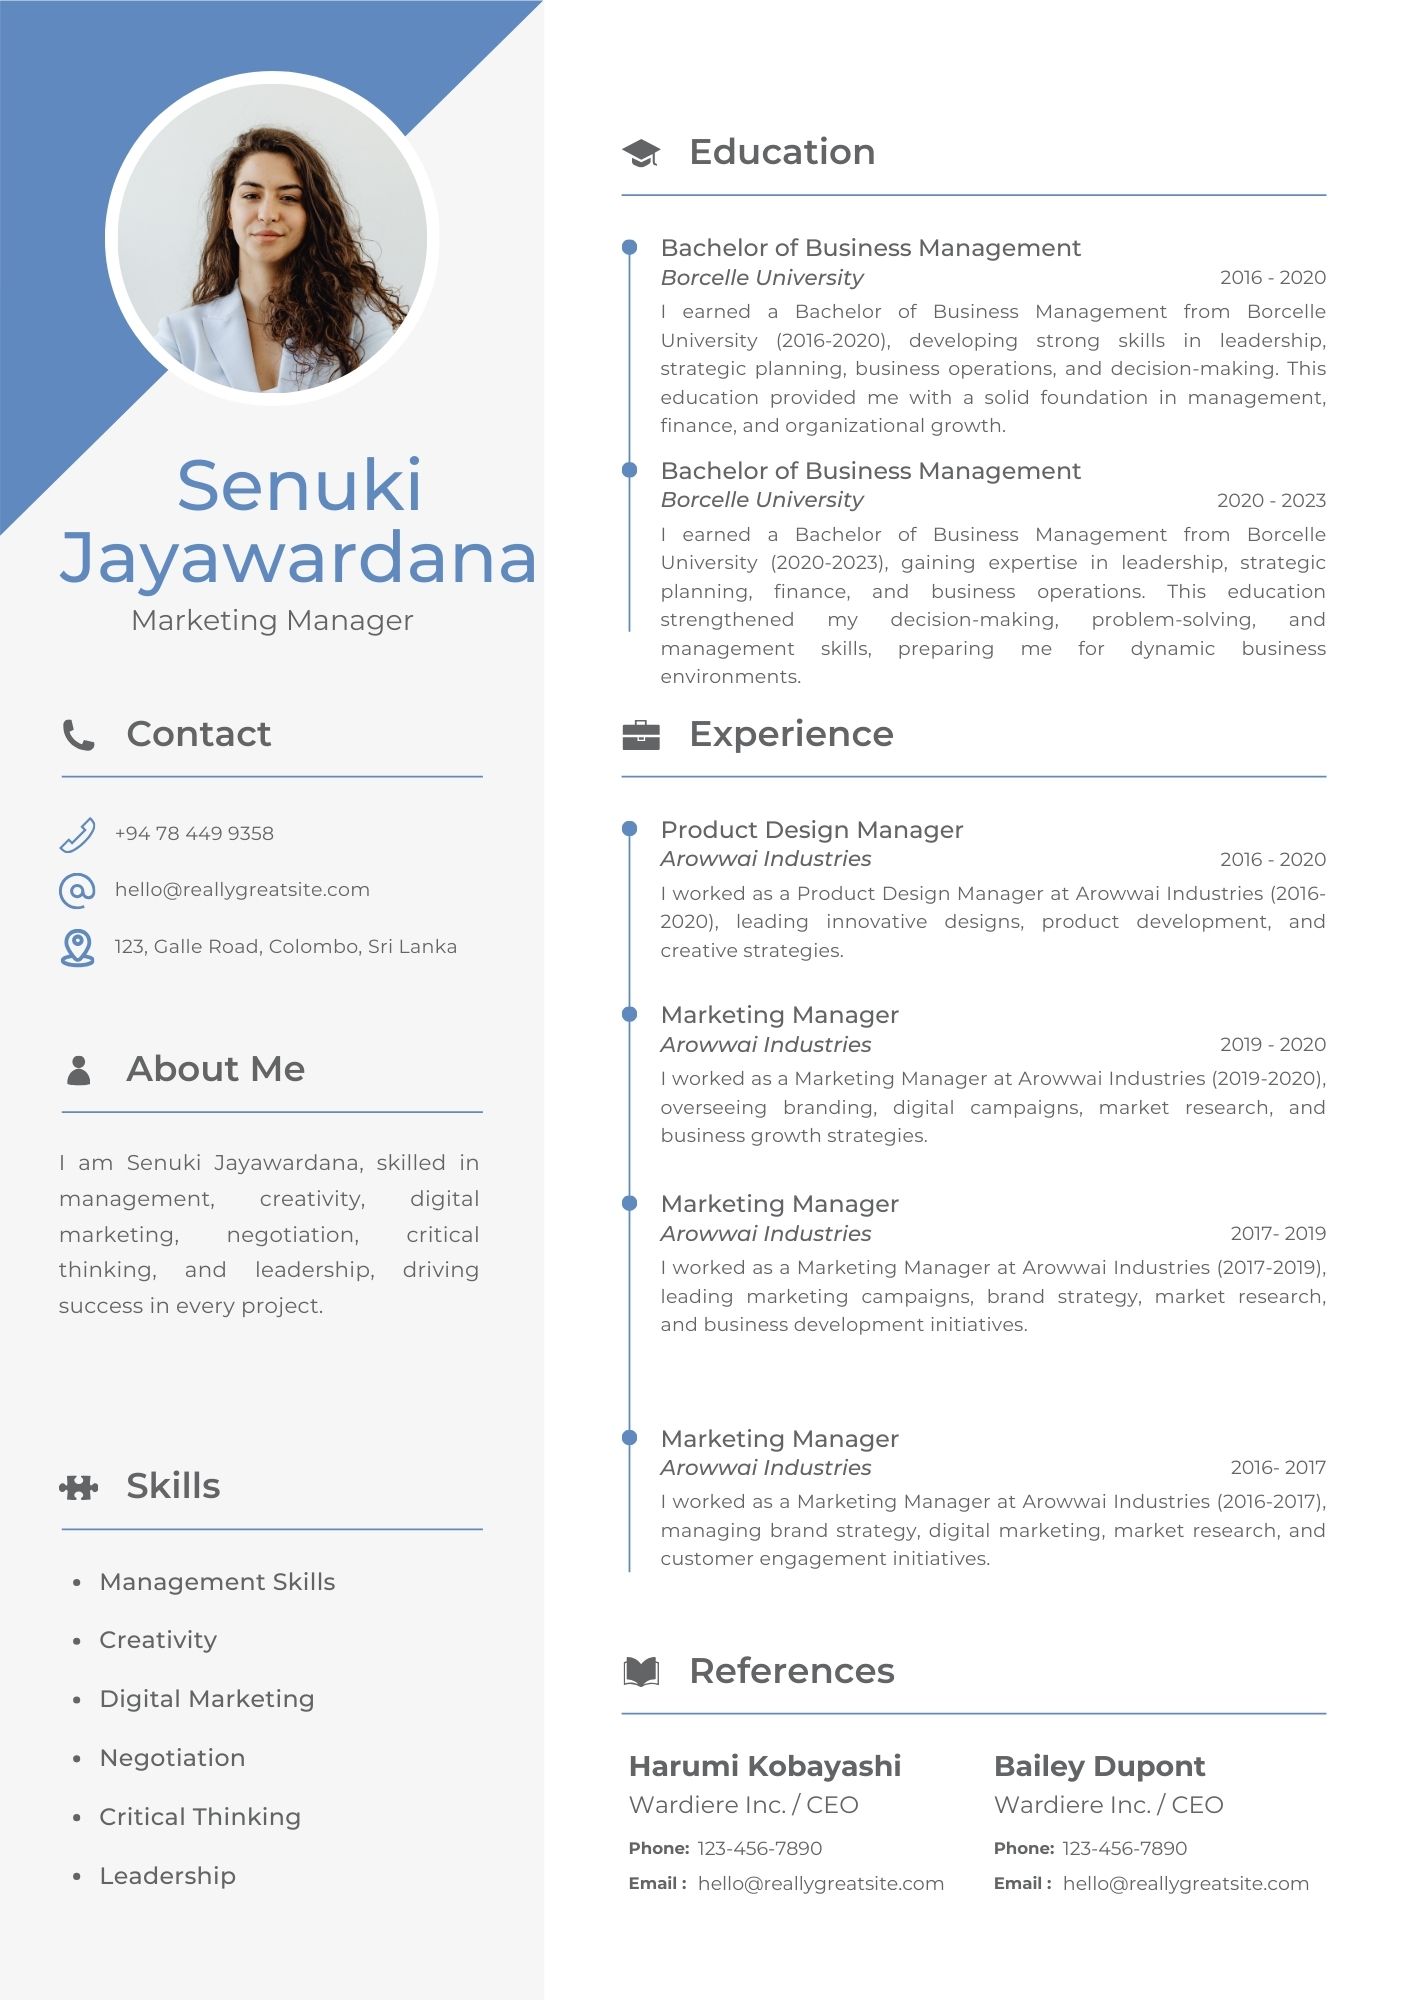 Senuki
Jayawardana
Marketing Manager
Contact
+94 78 449 9358
hello@reallygreatsite.com
123, Galle Road, Colombo, Sri Lanka
About Me
I am Senuki Jayawardana, skilled in
management, creativity, digital
marketing, negotiation, critical
thinking, and leadership, driving
success in every project.
Skills
• Management Skills
• Creativity
• Digital Marketing
• Negotiation
• Critical Thinking
• Leadership
Education
Bachelor of Business Management
Borcelle University 2016 - 2020
I earned a Bachelor of Business Management from Borcelle
University (2016-2020), developing strong skills in leadership,
strategic planning, business operations, and decision-making. This
education provided me with a solid foundation in management,
finance, and organizational growth.
Bachelor of Business Management
Borcelle University 2020 - 2023
I earned a Bachelor of Business Management from Borcelle
University (2020-2023), gaining expertise in leadership, strategic
planning, finance, and business operations. This education
strengthened my decision-making, problem-solving, and
management skills, preparing me for dynamic business
environments.
Experience
Product Design Manager
Arowwai Industries 2016 - 2020
I worked as a Product Design Manager at Arowwai Industries (2016-
2020), leading innovative designs, product development, and
creative strategies.
Marketing Manager
Arowwai Industries 2019 - 2020
I worked as a Marketing Manager at Arowwai Industries (2019-2020),
overseeing branding, digital campaigns, market research, and
business growth strategies.
Marketing Manager
Arowwai Industries 2017- 2019
I worked as a Marketing Manager at Arowwai Industries (2017-2019),
leading marketing campaigns, brand strategy, market research,
and business development initiatives.
Marketing Manager
Arowwai Industries 2016- 2017
I worked as a Marketing Manager at Arowwai Industries (2016-2017),
managing brand strategy, digital marketing, market research, and
customer engagement initiatives.
References
Harumi Kobayashi
Wardiere Inc. / CEO
Phone: 123-456-7890
Email : hello@reallygreatsite.com
Bailey Dupont
Wardiere Inc. / CEO
Phone: 123-456-7890
Email : hello@reallygreatsite.com